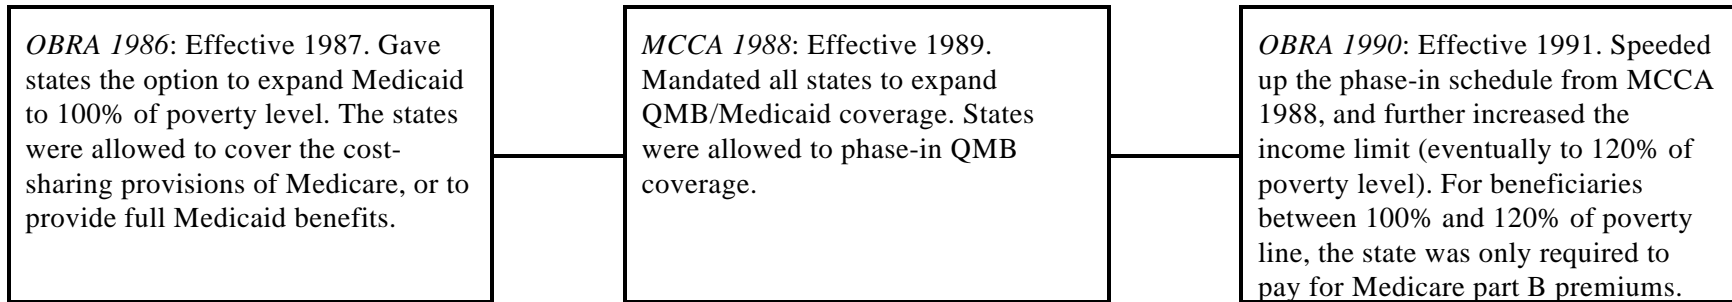 OBRA 1986: Effective 1987. Gave
states the option to expand Medicaid
to 100% of poverty level. The states
were allowed to cover the cost-
sharing provisions of Medicare, or to
provide full Medicaid benefits.
MCCA 1988: Effective 1989.
Mandated all states to expand
QMB/Medicaid coverage. States
were allowed to phase-in QMB
coverage.
OBRA 1990: Effective 1991. Speeded
up the phase-in schedule from MCCA
1988, and further increased the
income limit (eventually to 120% of
poverty level). For beneficiaries
between 100% and 120% of poverty
line, the state was only required to
pay for Medicare part B premiums.